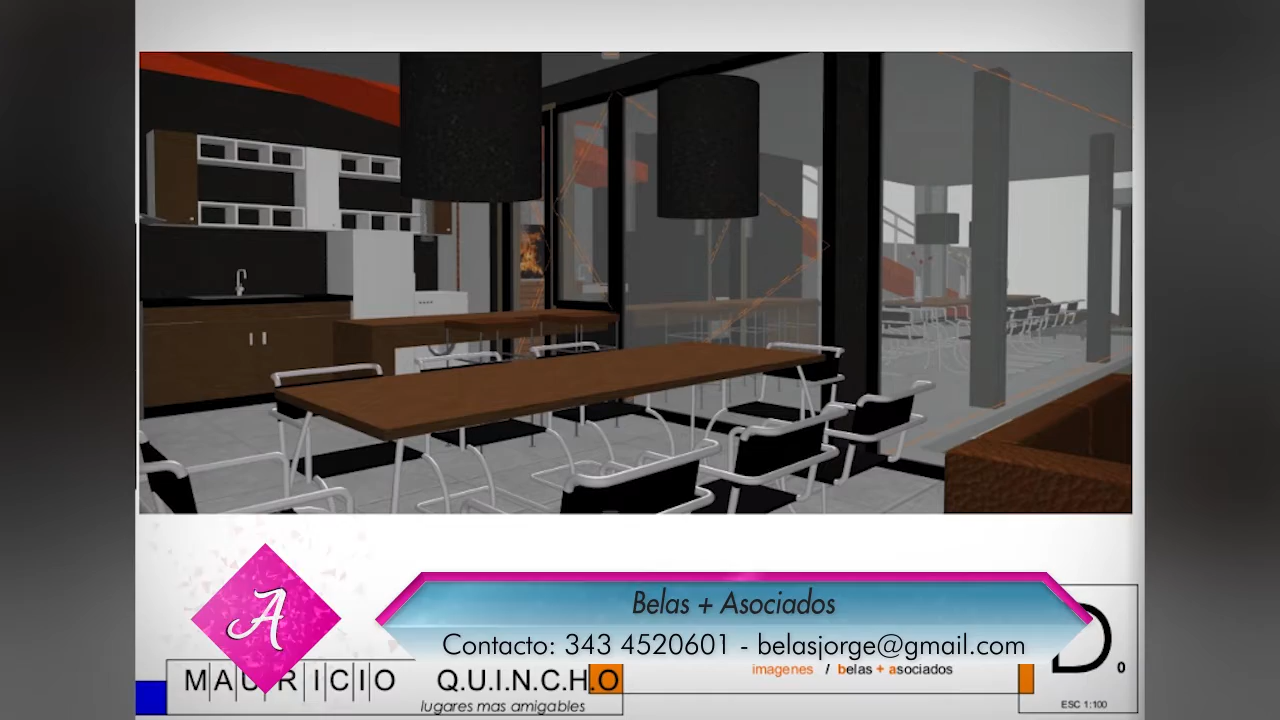 A
Belas + Asociados
Contacto: 343 4520601 - belasjorge@gmail.com
MAURICIO Q.U.I.N.C.H.O
lugares mas amigables
imagenes / belas + asociados
D 0
ESC 1:100